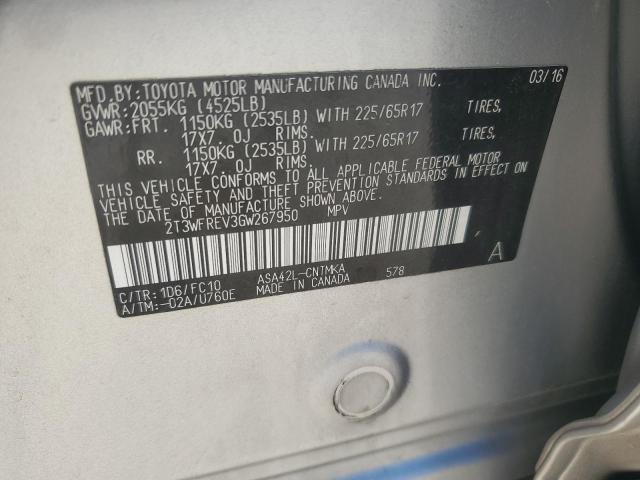 MFD.BY:TOYOTA MOTOR MANUFACTURING CANADA INC. 03/16
GVWR:2055KG (4525LB)
GAWR:FRT. 1150KG (2535LB) WITH 225/65R17 TIRES,
17X7.0J RIMS.
RR. 1150KG (2535LB) WITH 225/65R17 TIRES,
17X7.0J RIMS.
THIS VEHICLE CONFORMS TO ALL APPLICABLE FEDERAL MOTOR
VEHICLE SAFETY AND THEFT PREVENTION STANDARDS IN EFFECT ON
THE DATE OF MANUFACTURE SHOWN ABOVE.
2T3WFREV3GW267950 MPV
A
C/TR:1D6/FC10 ASA42L-CNTMKA 578
A/TM:-02A/U760E MADE IN CANADA